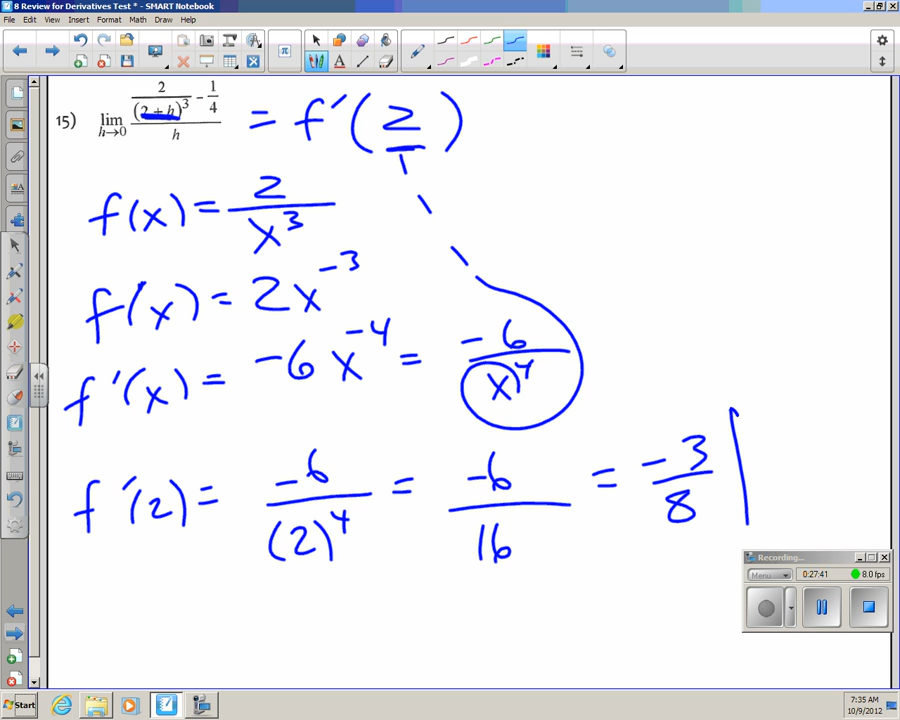 8 Review for Derivatives Test * - SMART Notebook
File Edit View Insert Format Math Draw Help
15) lim h→0 (2/(2 + h)³ − 1/4)/h = f'(2)
f(x) = 2/x³
f(x) = 2x⁻³
f'(x) = -6x⁻⁴ = -6/(x)⁴
f'(2) = -6/(2)⁴ = -6/16 = -3/8
Recording...
Menu 0:27:41 8.0 fps
Start 7:35 AM
10/9/2012